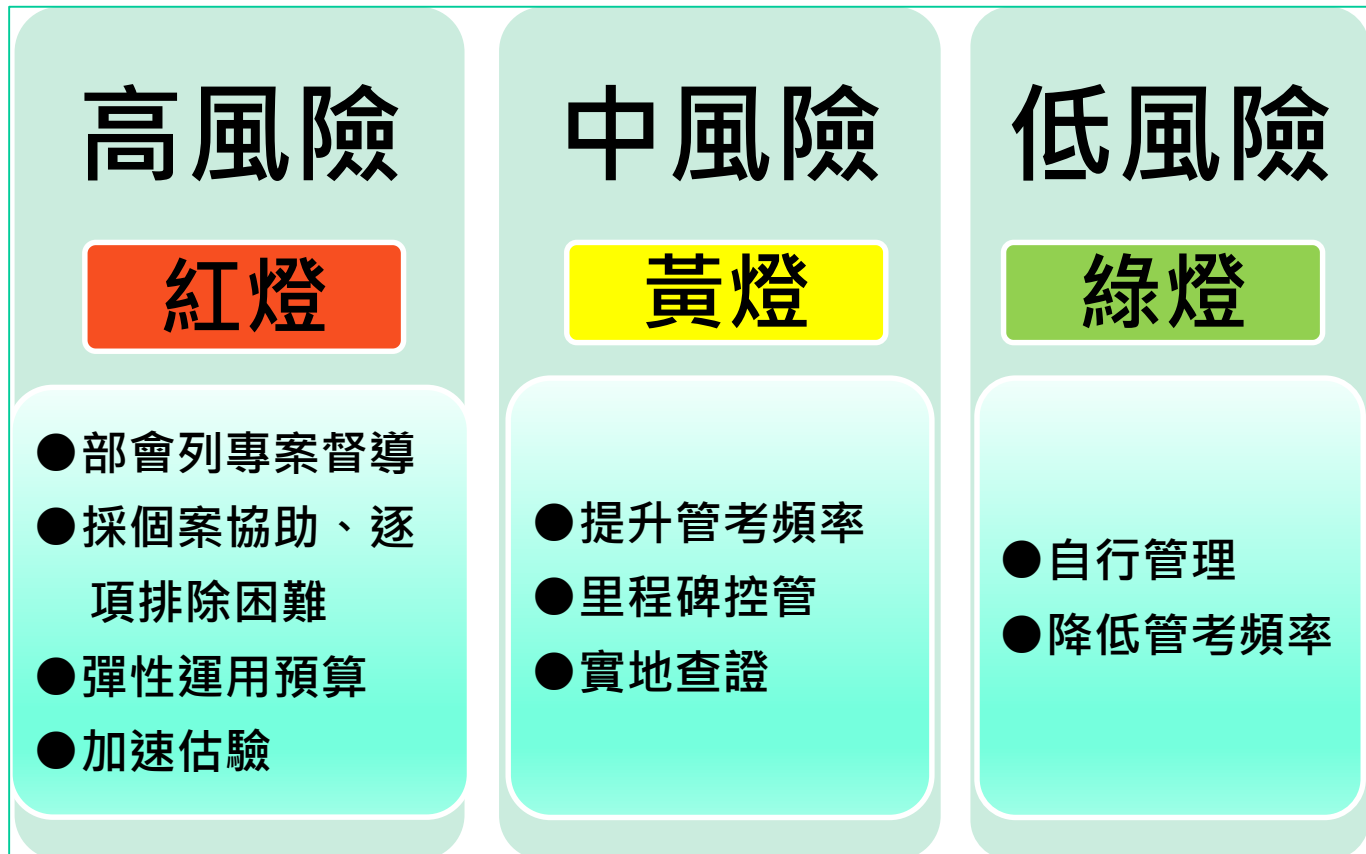 高風險
紅燈
●部會列專案督導
●採個案協助、逐
項排除困難
●彈性運用預算
●加速估驗
中風險
黃燈
●提升管考頻率
●里程碑控管
●實地查證
低風險
綠燈
●自行管理
●降低管考頻率